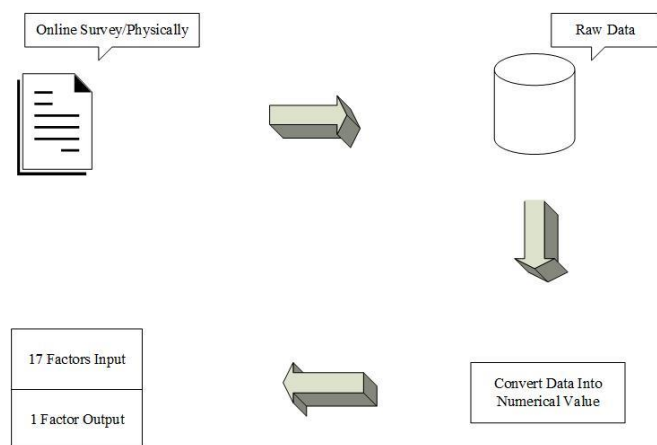 Online Survey/Physically
Raw Data
17 Factors Input
1 Factor Output
Convert Data Into
Numerical Value